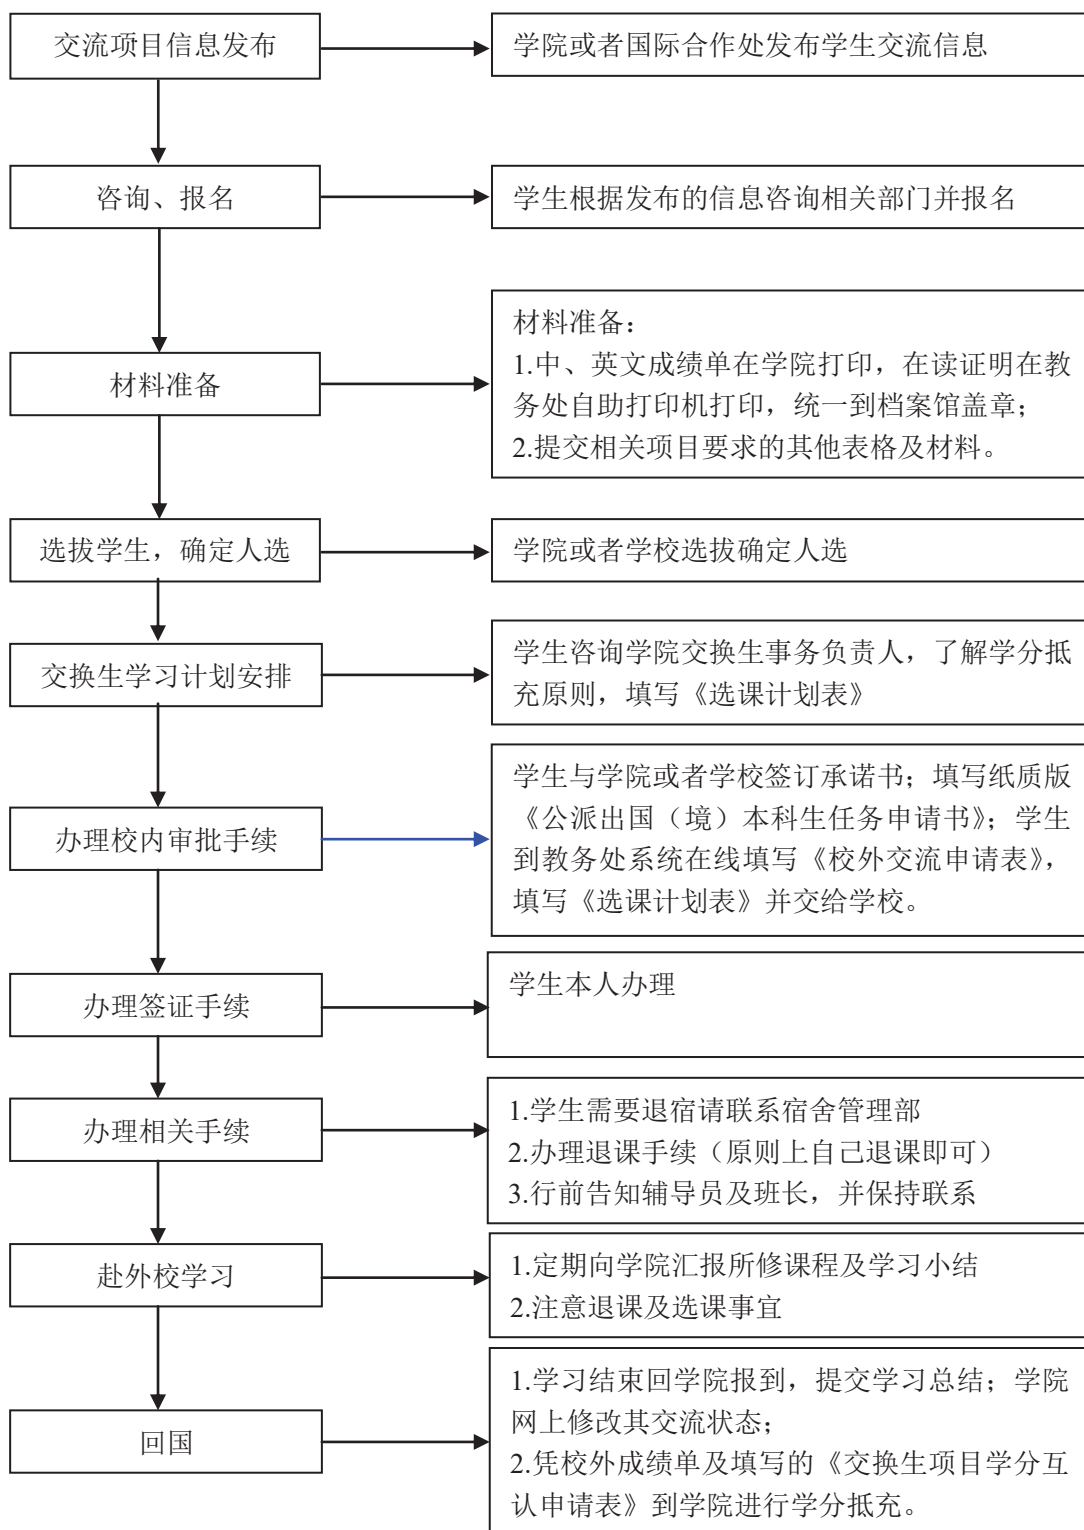 交流项目信息发布
学院或者国际合作处发布学生交流信息
咨询、报名
学生根据发布的信息咨询相关部门并报名
材料准备
材料准备：
1.中、英文成绩单在学院打印，在读证明在教
务处自助打印机打印，统一到档案馆盖章；
2.提交相关项目要求的其他表格及材料。
选拔学生，确定人选
学院或者学校选拔确定人选
交换生学习计划安排
学生咨询学院交换生事务负责人，了解学分抵
充原则，填写《选课计划表》
办理校内审批手续
学生与学院或者学校签订承诺书；填写纸质版
《公派出国（境）本科生任务申请书》；学生
到教务处系统在线填写《校外交流申请表》，
填写《选课计划表》并交给学校。
办理签证手续
学生本人办理
办理相关手续
1.学生需要退宿请联系宿舍管理部
2.办理退课手续（原则上自己退课即可）
3.行前告知辅导员及班长，并保持联系
赴外校学习
1.定期向学院汇报所修课程及学习小结
2.注意退课及选课事宜
回国
1.学习结束回学院报到，提交学习总结；学院
网上修改其交流状态；
2.凭校外成绩单及填写的《交换生项目学分互
认申请表》到学院进行学分抵充。